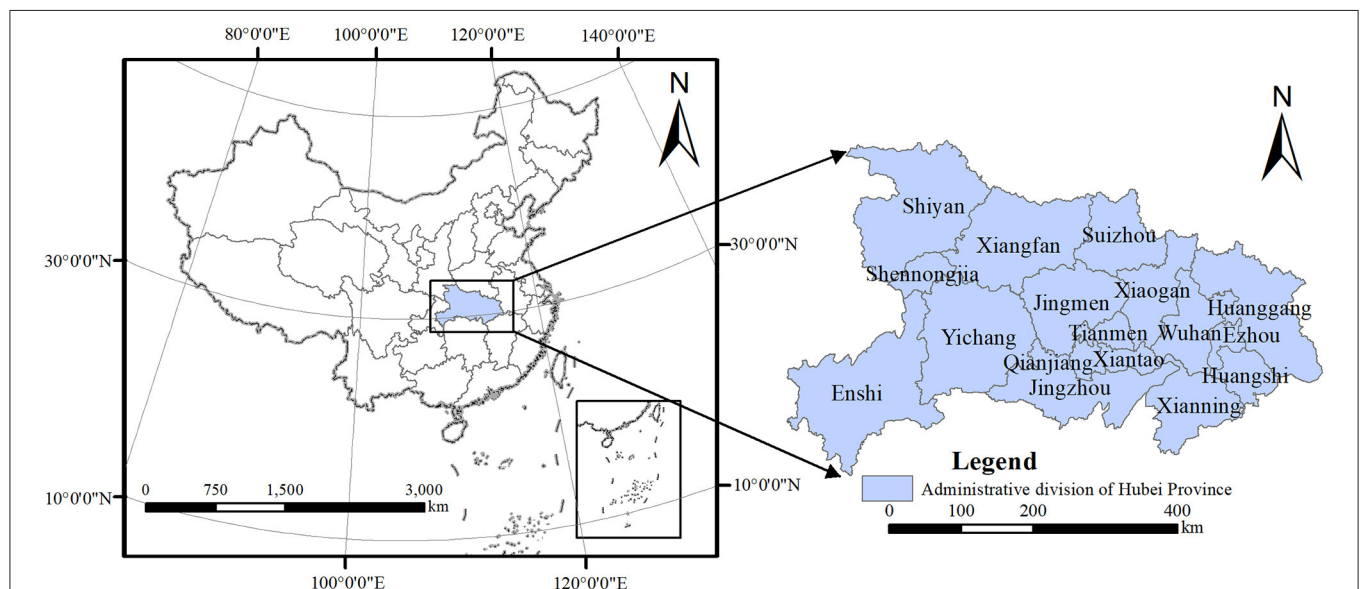 80°0'0"E 100°0'0"E 120°0'0"E 140°0'0"E
N
N
Shiyan
Suizhou
Xiangfan
30°0'0"N
30°0'0"N
Shennongjia
Xiaogan
Jingmen
Huanggang
Tianmen Wuhan Ezhou
Yichang
Qianjiang Xiantao
Huangshi
Jingzhou
Enshi
Xianning
Legend
10°0'0"N
10°0'0"N
Administrative division of Hubei Province
0 750 1,500 3,000
km
0 100 200 400
km
100°0'0"E 120°0'0"E